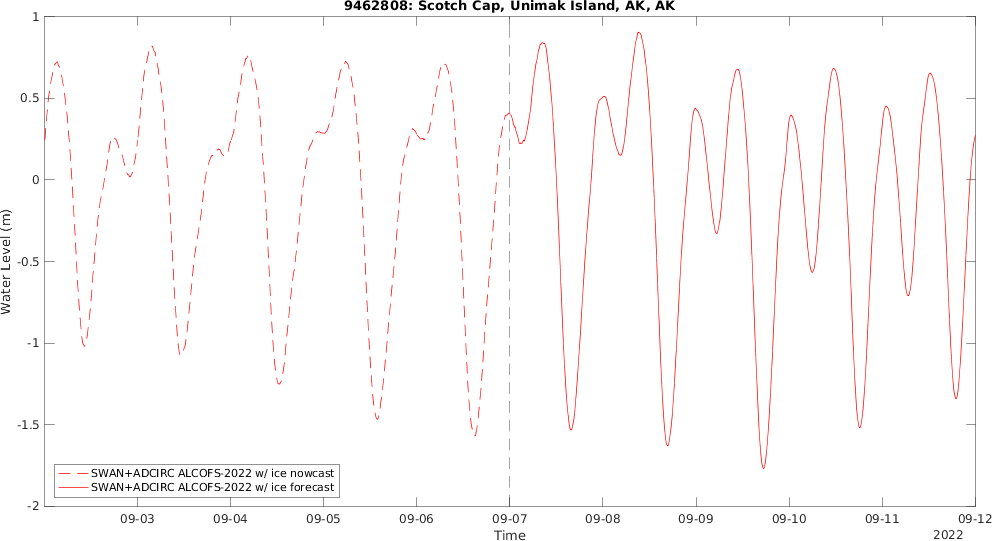 9462808: Scotch Cap, Unimak Island, AK, AK
1
0.5
0
-0.5
-1
-1.5
-2
Water Level (m)
SWAN+ADCIRC ALCOFS-2022 w/ ice nowcast
SWAN+ADCIRC ALCOFS-2022 w/ ice forecast
09-03 09-04 09-05 09-06 09-07 09-08 09-09 09-10 09-11 09-12
Time
2022